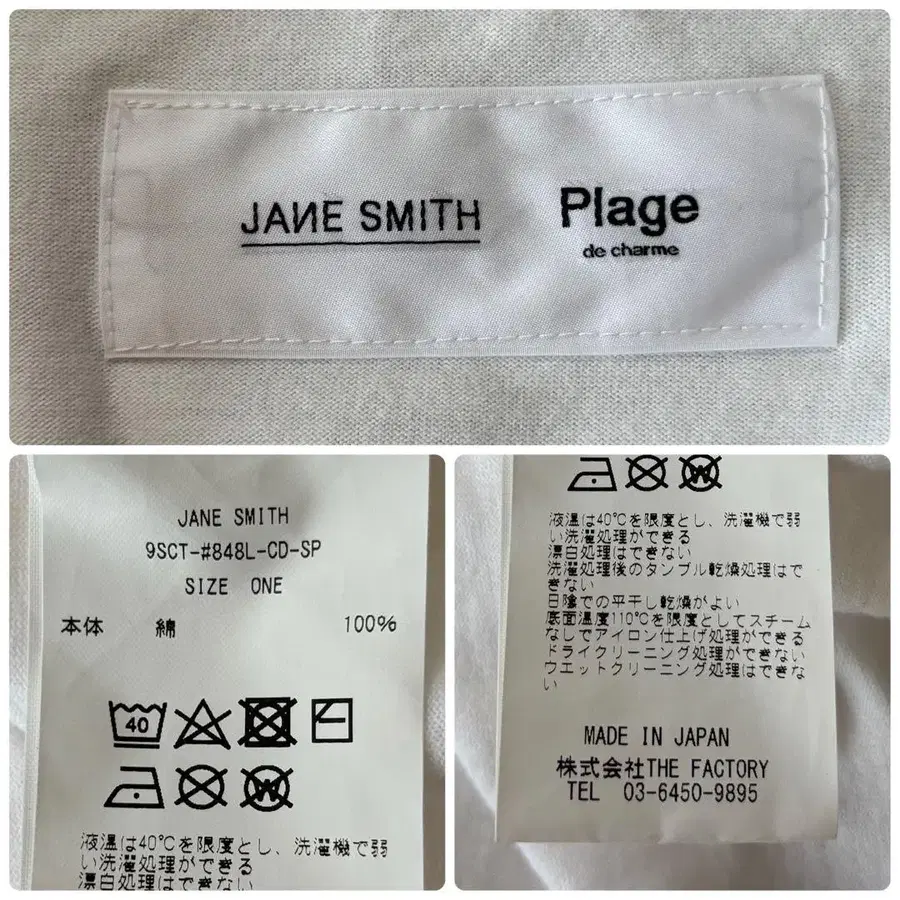 JAИE SMITH
Plage
de charme
JANE SMITH
9SCT-#848L-CD-SP
SIZE ONE
本体 綿 100%
40
W
液温は40℃を限度とし、洗濯機で弱
い洗濯処理ができる
漂白処理はできない
W
液温は40℃を限度とし、洗濯機で弱
い洗濯処理ができる
漂白処理はできない
洗濯処理後のタンブル乾燥処理はで
きない
日陰での平干し乾燥がよい
底面温度110℃を限度としてスチーム
なしでアイロン仕上げ処理ができる
ドライクリーニング処理ができない
ウエットクリーニング処理はできな
い
MADE IN JAPAN
株式会社THE FACTORY
TEL 03-6450-9895